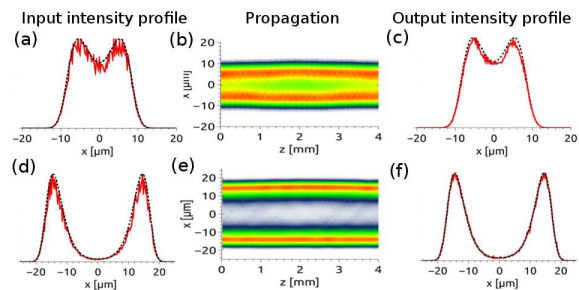 Input intensity profile
Propagation
Output intensity profile
(a)
(b)
(c)
20
10
0
−10
−20
x [µm]
−20 −10 0 10 20
x [µm]
0 1 2 3 4
z [mm]
−20 −10 0 10 20
x [µm]
(d)
(e)
(f)
20
10
0
−10
−20
x [µm]
−20 −10 0 10 20
x [µm]
0 1 2 3 4
z [mm]
−20 −10 0 10 20
x [µm]